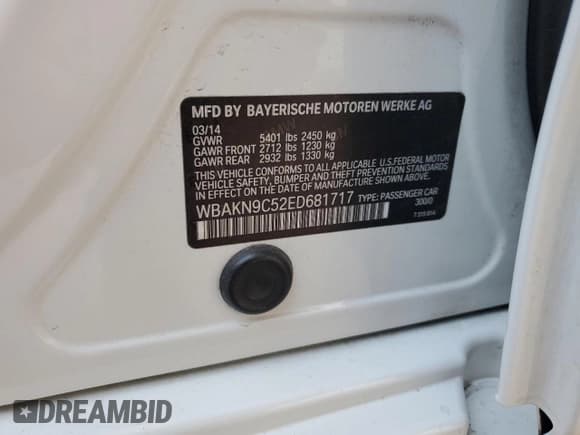 MFD BY BAYERISCHE MOTOREN WERKE AG
03/14
GVWR 5401 lbs 2450 kg
GAWR FRONT 2712 lbs 1230 kg
GAWR REAR 2932 lbs 1330 kg
THIS VEHICLE CONFORMS TO ALL APPLICABLE U.S.FEDERAL MOTOR
VEHICLE SAFETY, BUMPER, AND THEFT PREVENTION STANDARDS
IN EFFECT ON THE DATE OF MANUFACTURE SHOWN ABOVE.
WBAKN9C52ED681717 TYPE: PASSENGER CAR
300/0
DREAMBID